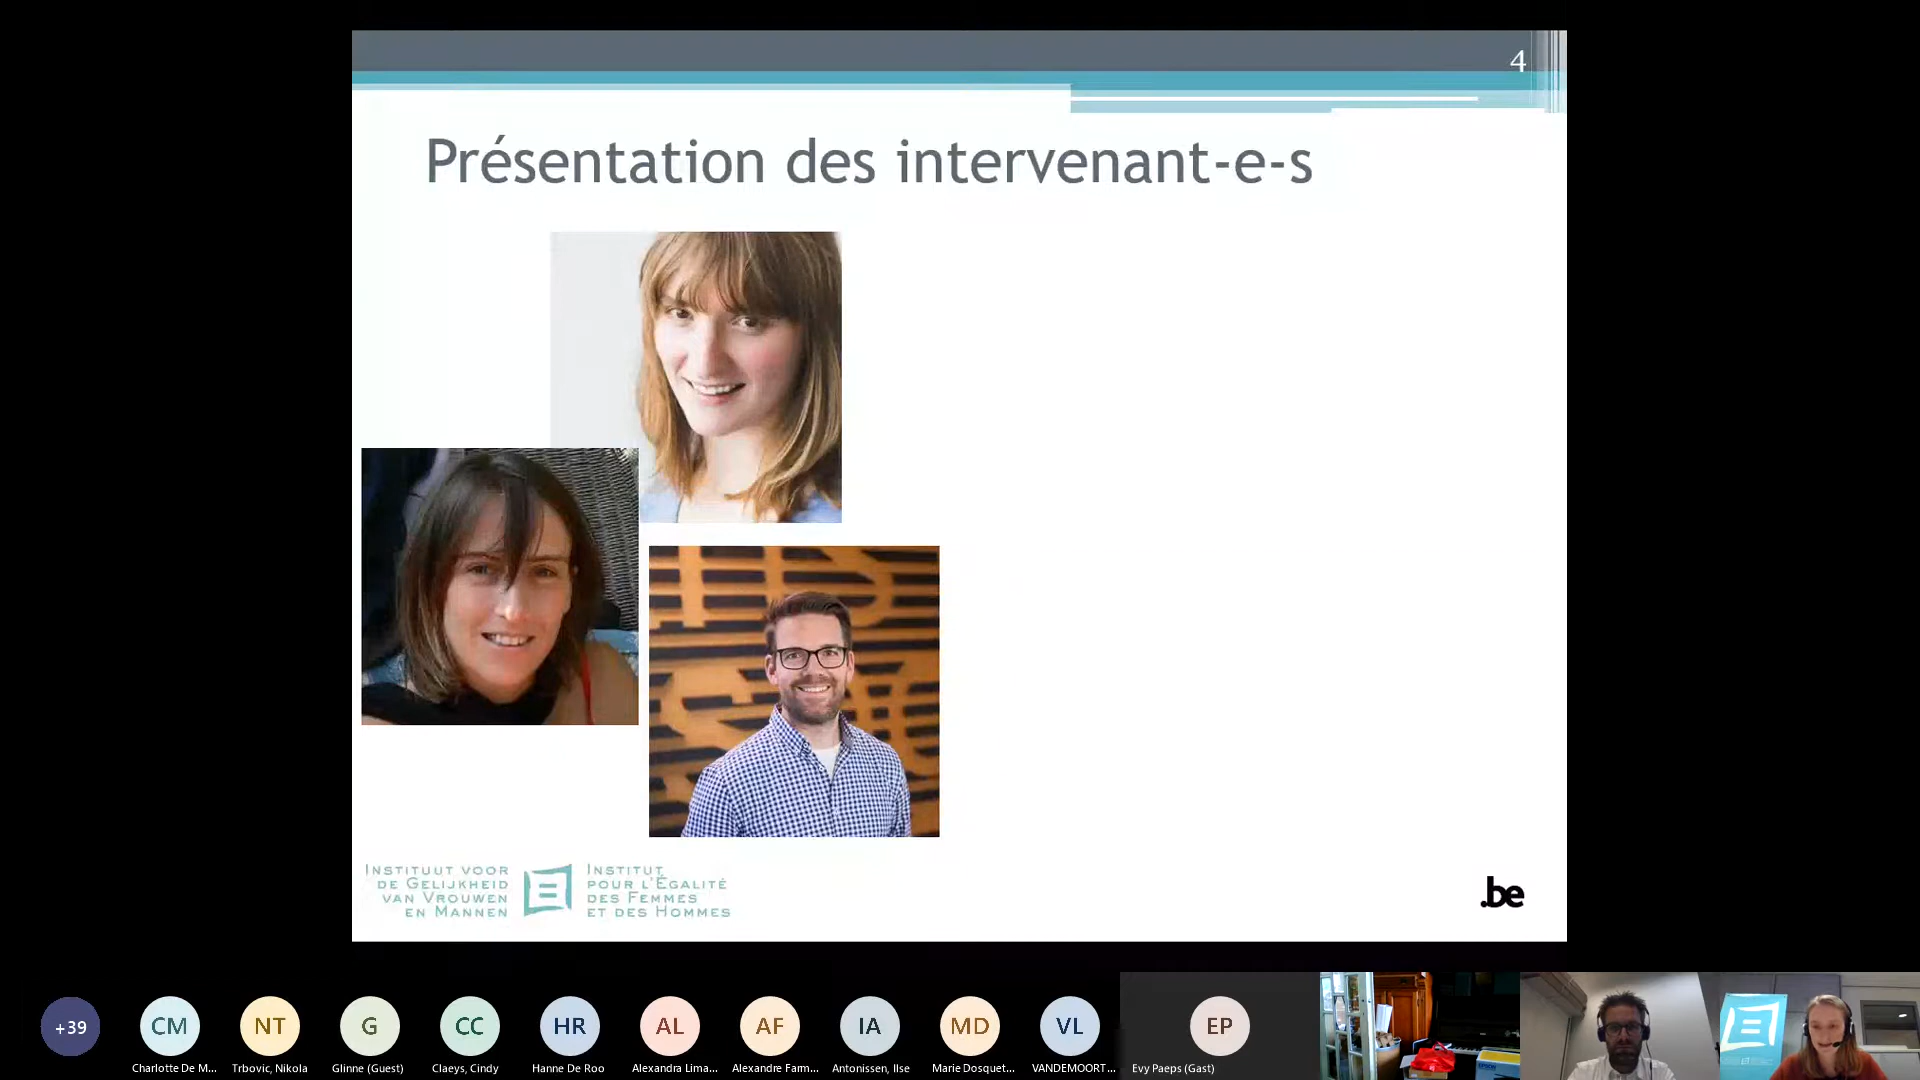 4
Présentation des intervenant-e-s
INSTITUUT VOOR
DE GELIJKHEID
VAN VROUWEN
EN MANNEN
INSTITUT
POUR L'ÉGALITÉ
DES FEMMES
ET DES HOMMES
.be
+39
CM
NT
G
CC
HR
AL
AF
IA
MD
VL
EP
Charlotte De M...
Trbovic, Nikola
Glinne (Guest)
Claeys, Cindy
Hanne De Roo
Alexandra Lima...
Alexandre Farm...
Antonissen, Ilse
Marie Dosquet...
VANDEMOORT...
Evy Paeps (Gast)